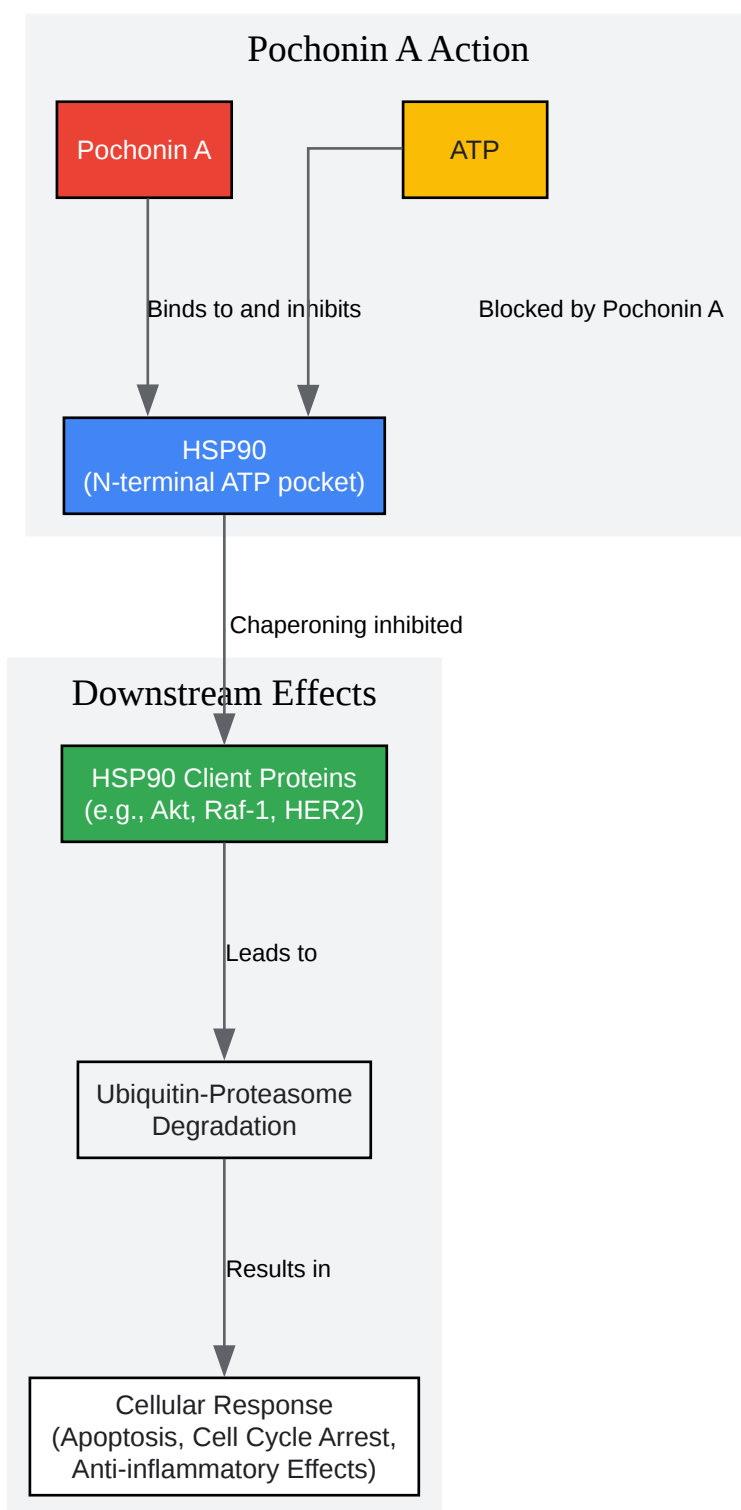 Pochonin A Action
Pochonin A
ATP
Binds to and inhibits
Blocked by Pochonin A
HSP90
(N-terminal ATP pocket)
Chaperoning inhibited
Downstream Effects
HSP90 Client Proteins
(e.g., Akt, Raf-1, HER2)
Leads to
Ubiquitin-Proteasome
Degradation
Results in
Cellular Response
(Apoptosis, Cell Cycle Arrest,
Anti-inflammatory Effects)